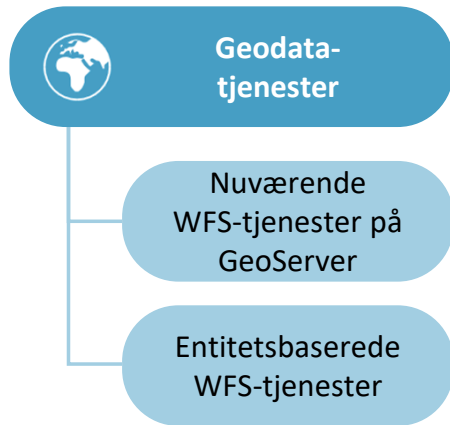 Geodata-
tjenester
Nuværende
WFS-tjenester på
GeoServer
Entitetsbaserede
WFS-tjenester